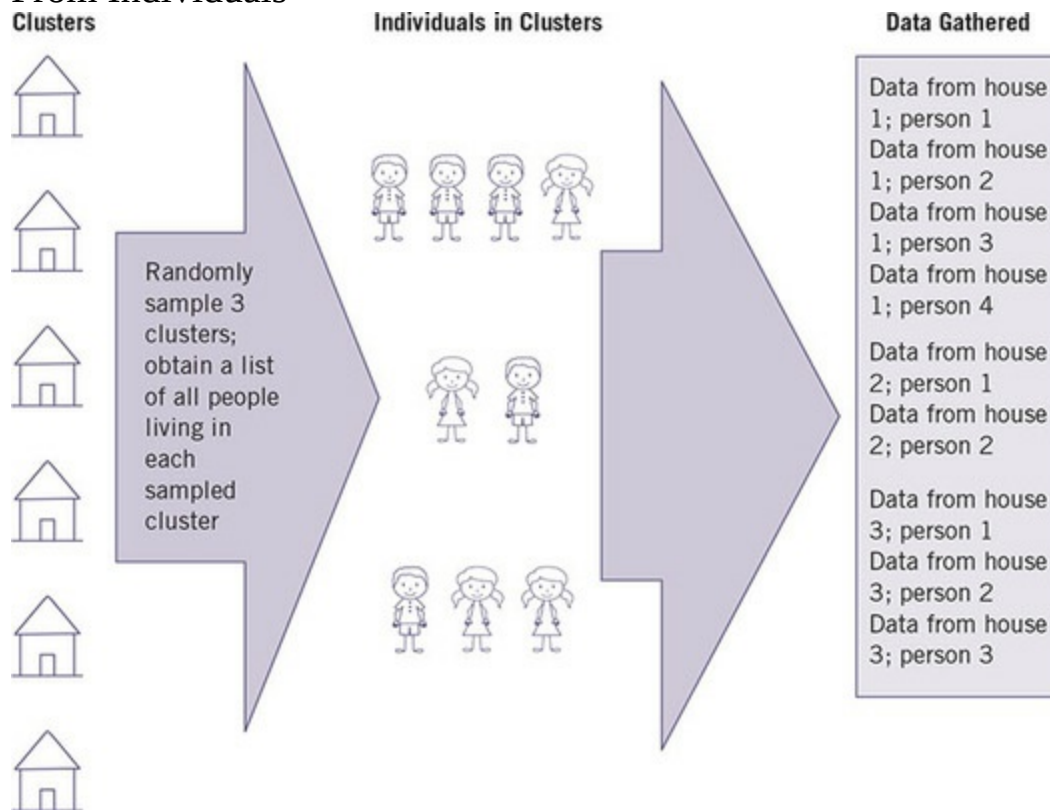 From Individuals
Clusters
Individuals in Clusters
Data Gathered
Randomly
sample 3
clusters;
obtain a list
of all people
living in
each
sampled
cluster
Data from house
1; person 1
Data from house
1; person 2
Data from house
1; person 3
Data from house
1; person 4
Data from house
2; person 1
Data from house
2; person 2
Data from house
3; person 1
Data from house
3; person 2
Data from house
3; person 3